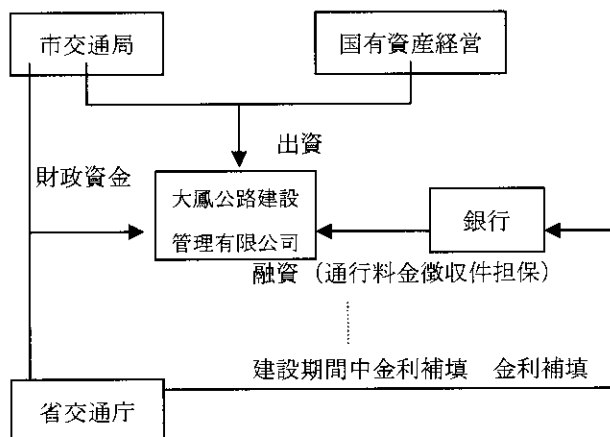 市交通局
国有資産経営
出資
財政資金
大鳳公路建設
管理有限公司
銀行
融資（通行料金徴収件担保）
建設期間中金利補填　金利補填
省交通庁